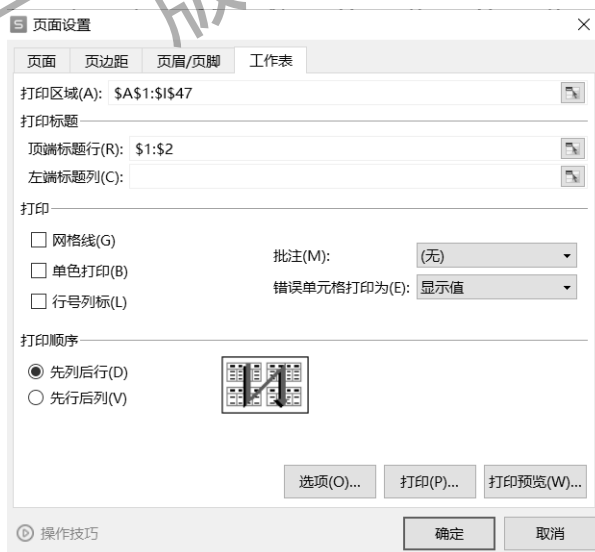 版
S 页面设置
页面 页边距 页眉/页脚 工作表
打印区域(A): $A$1:$I$47
打印标题
顶端标题行(R): $1:$2
左端标题列(C):
打印
网格线(G)
批注(M): (无)
单色打印(B)
错误单元格打印为(E): 显示值
行号列标(L)
打印顺序
先列后行(D)
先行后列(V)
选项(O)... 打印(P)... 打印预览(W)...
操作技巧 确定 取消